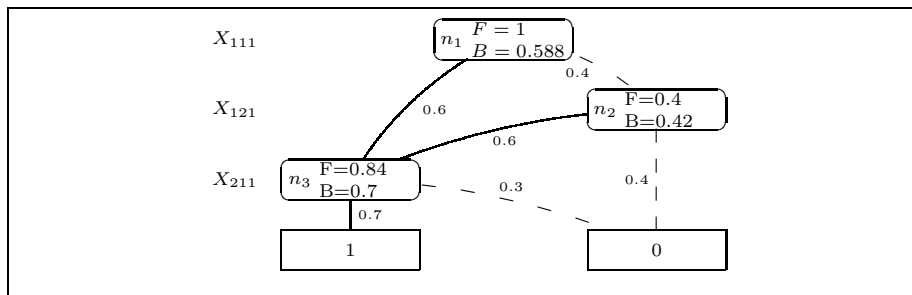 X₁₁₁
n₁ F = 1
B = 0.588
0.4
X₁₂₁
0.6
n₂ F=0.4
B=0.42
0.6
X₂₁₁
n₃ F=0.84
B=0.7
0.3
0.4
0.7
1
0